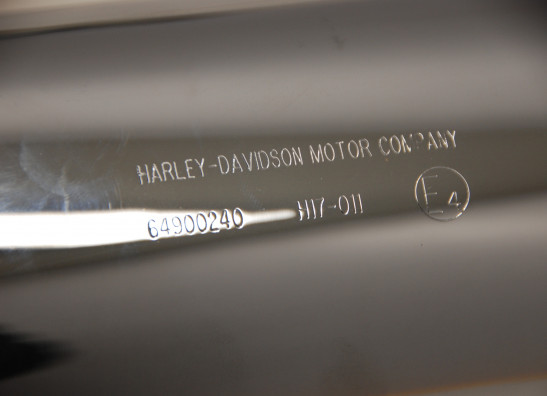 HARLEY-DAVIDSON MOTOR COMPANY
64900240 H17-011 E4